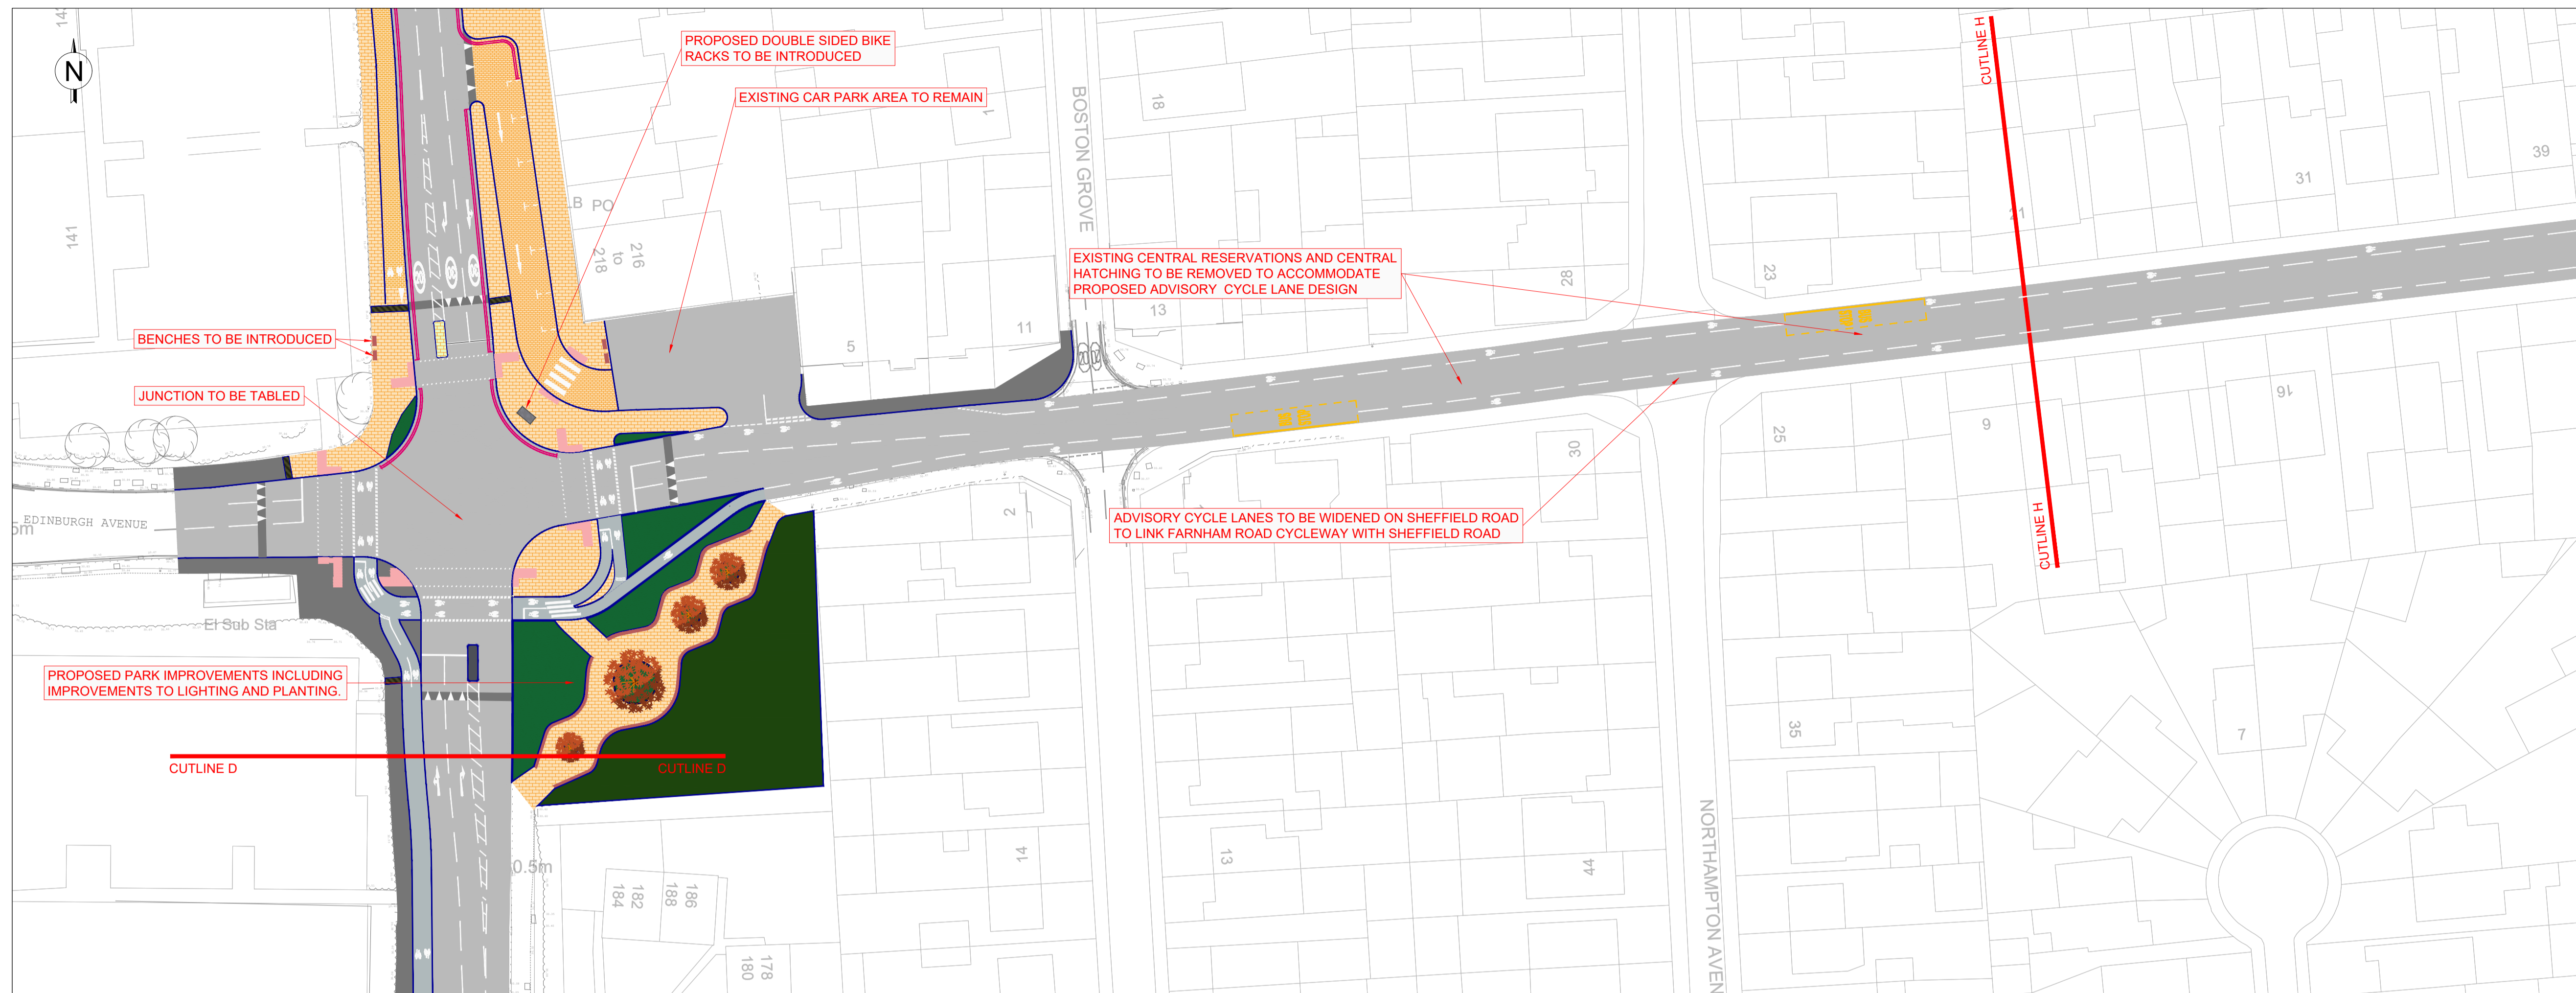 N
PROPOSED DOUBLE SIDED BIKE
RACKS TO BE INTRODUCED
EXISTING CAR PARK AREA TO REMAIN
CUTLINE H
BOSTON GROVE
18
39
31
21
141
B PO
216
to
218
EXISTING CENTRAL RESERVATIONS AND CENTRAL
HATCHING TO BE REMOVED TO ACCOMMODATE
PROPOSED ADVISORY CYCLE LANE DESIGN
28
23
13
11
5
BENCHES TO BE INTRODUCED
JUNCTION TO BE TABLED
16
9
25
30
2
EDINBURGH AVENUE
5m
ADVISORY CYCLE LANES TO BE WIDENED ON SHEFFIELD ROAD
TO LINK FARNHAM ROAD CYCLEWAY WITH SHEFFIELD ROAD
CUTLINE H
El Sub Sta
PROPOSED PARK IMPROVEMENTS INCLUDING
IMPROVEMENTS TO LIGHTING AND PLANTING.
35
7
CUTLINE D
CUTLINE D
NORTHAMPTON AVEN
14
13
44
0.5m
184
182
188
186
180
178